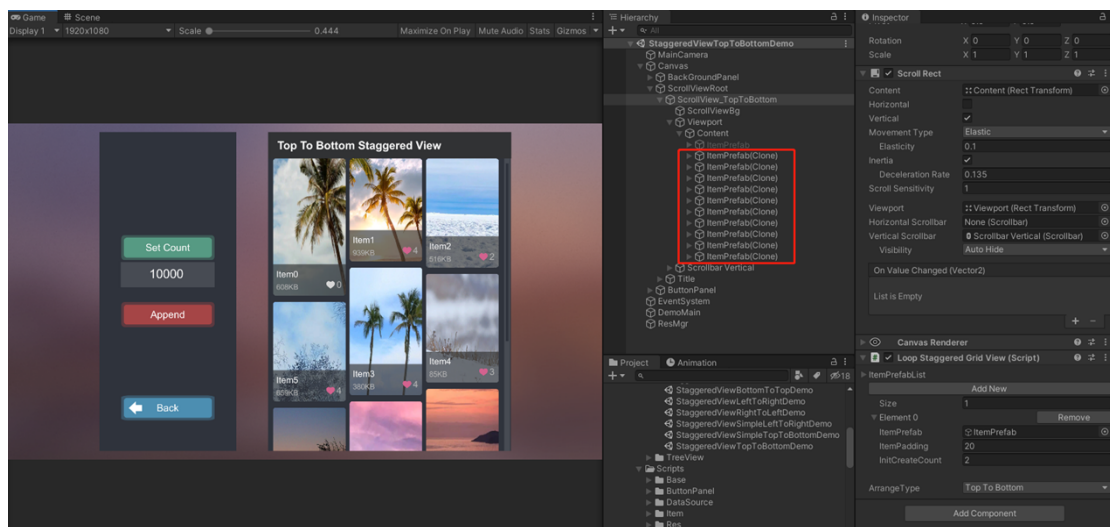 Game
Scene
Display 1
1920x1080
Scale
0.444
Maximize On Play
Mute Audio
Stats
Gizmos
Top To Bottom Staggered View
Set Count
10000
Append
Back
Item0
608KB
0
Item1
939KB
4
Item2
816KB
2
Item5
4
Item3
380KB
4
Item4
85KB
3
Hierarchy
All
StaggeredViewTopToBottomDemo
MainCamera
Canvas
BackGroundPanel
ScrollViewRoot
ScrollView_TopToBottom
ScrollViewBg
Viewport
Content
ItemPrefab
ItemPrefab(Clone)
ItemPrefab(Clone)
ItemPrefab(Clone)
ItemPrefab(Clone)
ItemPrefab(Clone)
ItemPrefab(Clone)
ItemPrefab(Clone)
ItemPrefab(Clone)
ItemPrefab(Clone)
ItemPrefab(Clone)
Scrollbar Vertical
Title
ButtonPanel
EventSystem
DemoMain
ResMgr
Project
Animation
18
StaggeredViewBottomToTopDemo
StaggeredViewLeftToRightDemo
StaggeredViewRightToLeftDemo
StaggeredViewSimpleLeftToRightDemo
StaggeredViewSimpleTopToBottomDemo
StaggeredViewTopToBottomDemo
TreeView
Scripts
Base
ButtonPanel
DataSource
Item
Res
Inspector
Rotation X 0 Y 0 Z 0
Scale X 1 Y 1 Z 1
Scroll Rect
Content Content (Rect Transform)
Horizontal
Vertical
Movement Type Elastic
Elasticity 0.1
Inertia
Deceleration Rate 0.135
Scroll Sensitivity 1
Viewport Viewport (Rect Transform)
Horizontal Scrollbar None (Scrollbar)
Vertical Scrollbar Scrollbar Vertical (Scrollbar)
Visibility Auto Hide
On Value Changed (Vector2)
List is Empty
+ −
Canvas Renderer
Loop Staggered Grid View (Script)
ItemPrefabList
Add New
Size 1
Element 0 Remove
ItemPrefab ItemPrefab
ItemPadding 20
InitCreateCount 2
ArrangeType Top To Bottom
Add Component